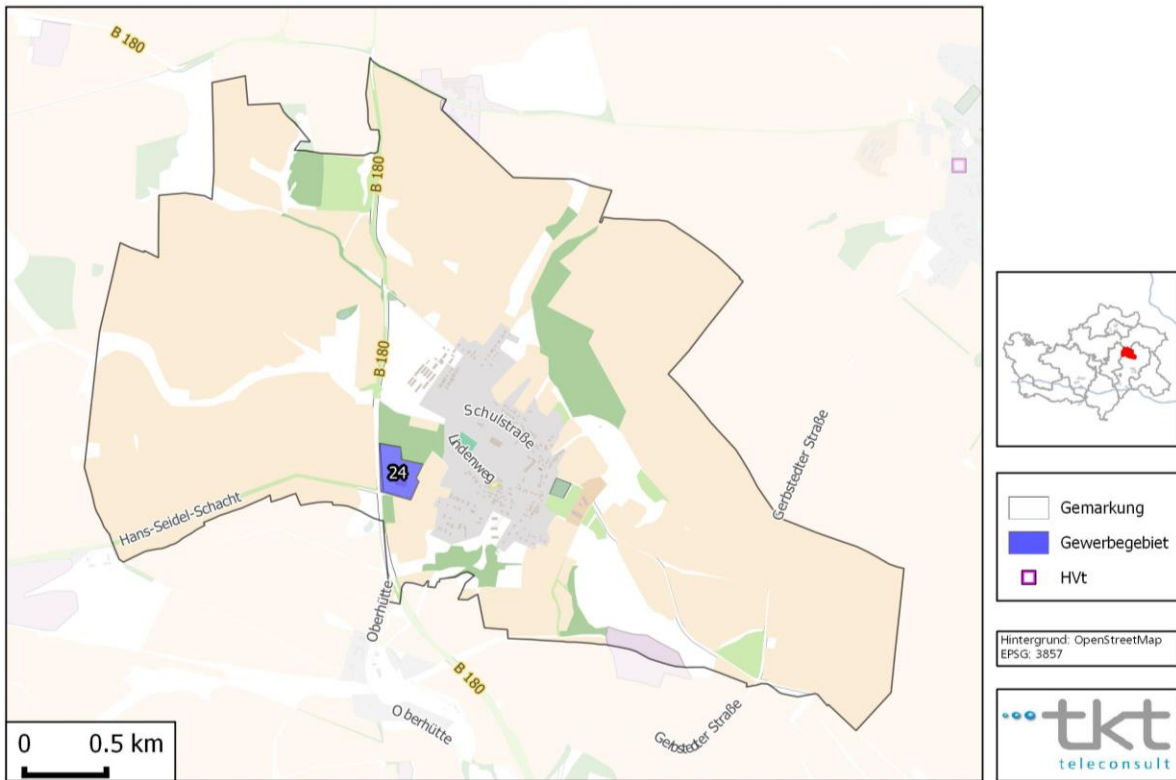 B 180
B 180
B 180
Schulstraße
Lindenweg
24
Gerbstedter Straße
Hans-Seidel-Schacht
Oberhütte
B 180
Oberhütte
Gerbstedter Straße
0 0.5 km
Gemarkung
Gewerbegebiet
HVt
Hintergrund: OpenStreetMap
EPSG: 3857
tkt
teleconsult